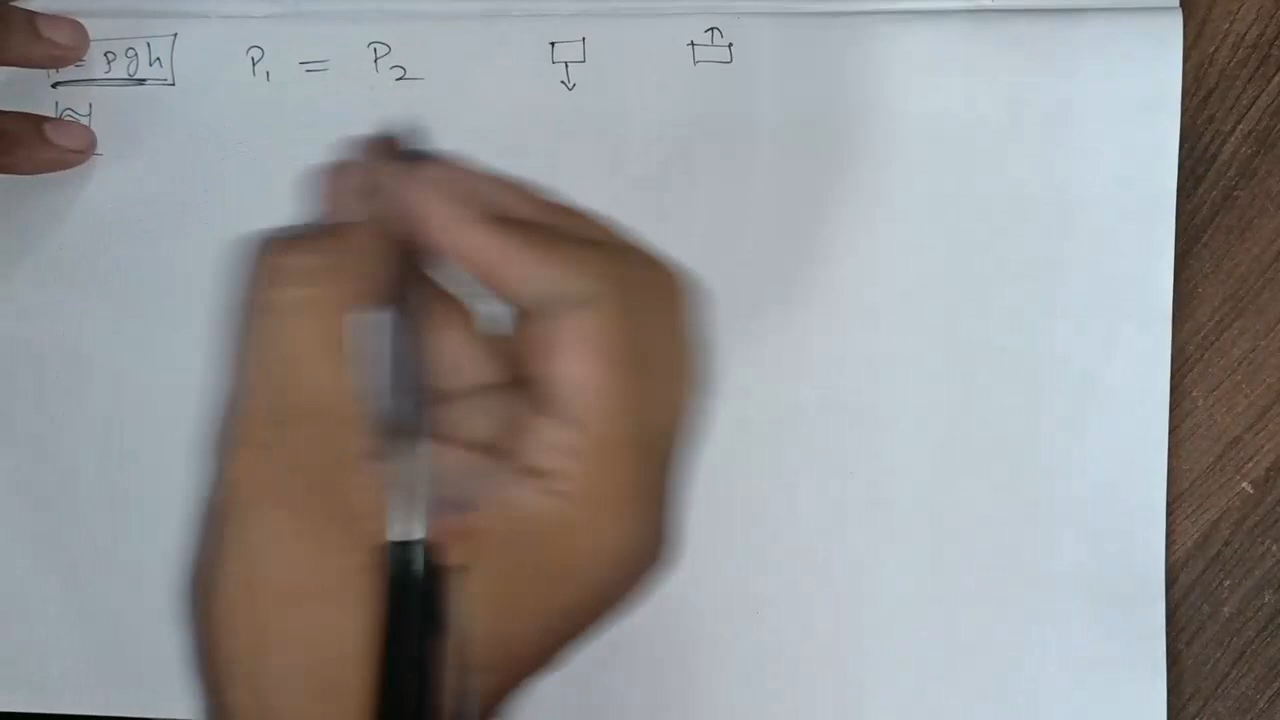 = ρgh P₁ = P₂